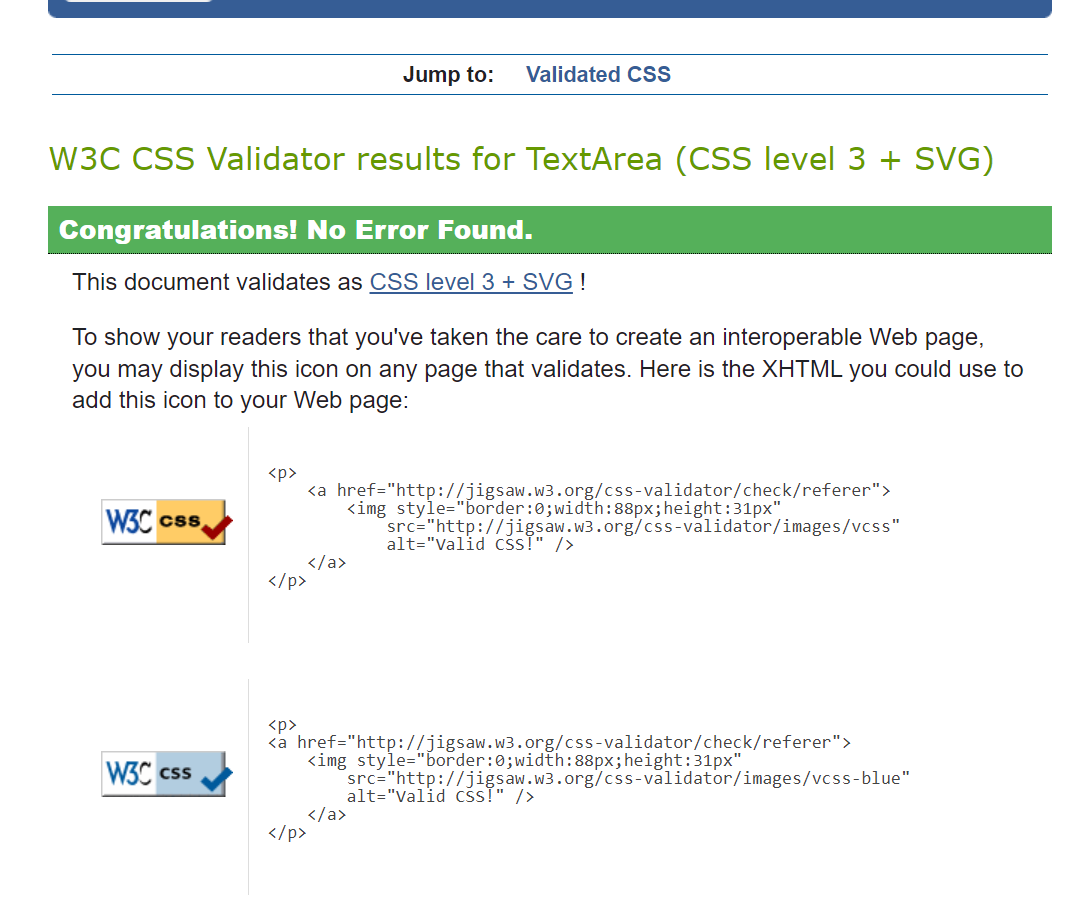 Jump to: Validated CSS
W3C CSS Validator results for TextArea (CSS level 3 + SVG)
Congratulations! No Error Found.
This document validates as CSS level 3 + SVG !
To show your readers that you've taken the care to create an interoperable Web page,
you may display this icon on any page that validates. Here is the XHTML you could use to
add this icon to your Web page:
W3C css
<p>
    <a href="http://jigsaw.w3.org/css-validator/check/referer">
        <img style="border:0;width:88px;height:31px"
            src="http://jigsaw.w3.org/css-validator/images/vcss"
            alt="Valid CSS!" />
    </a>
</p>
W3C css
<p>
<a href="http://jigsaw.w3.org/css-validator/check/referer">
    <img style="border:0;width:88px;height:31px"
        src="http://jigsaw.w3.org/css-validator/images/vcss-blue"
        alt="Valid CSS!" />
    </a>
</p>